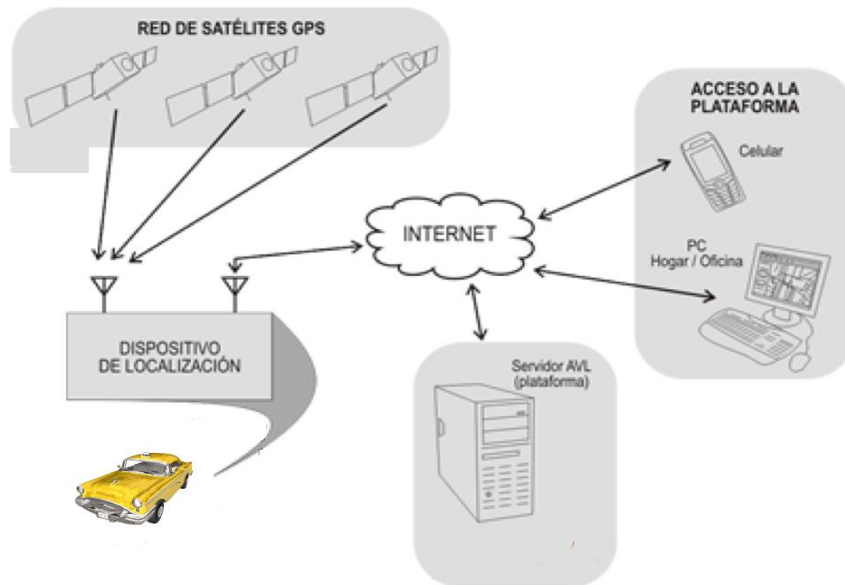 RED DE SATÉLITES GPS
ACCESO A LA
PLATAFORMA
Celular
INTERNET
PC
Hogar / Oficina
DISPOSITIVO
DE LOCALIZACIÓN
Servidor AVL
(plataforma)